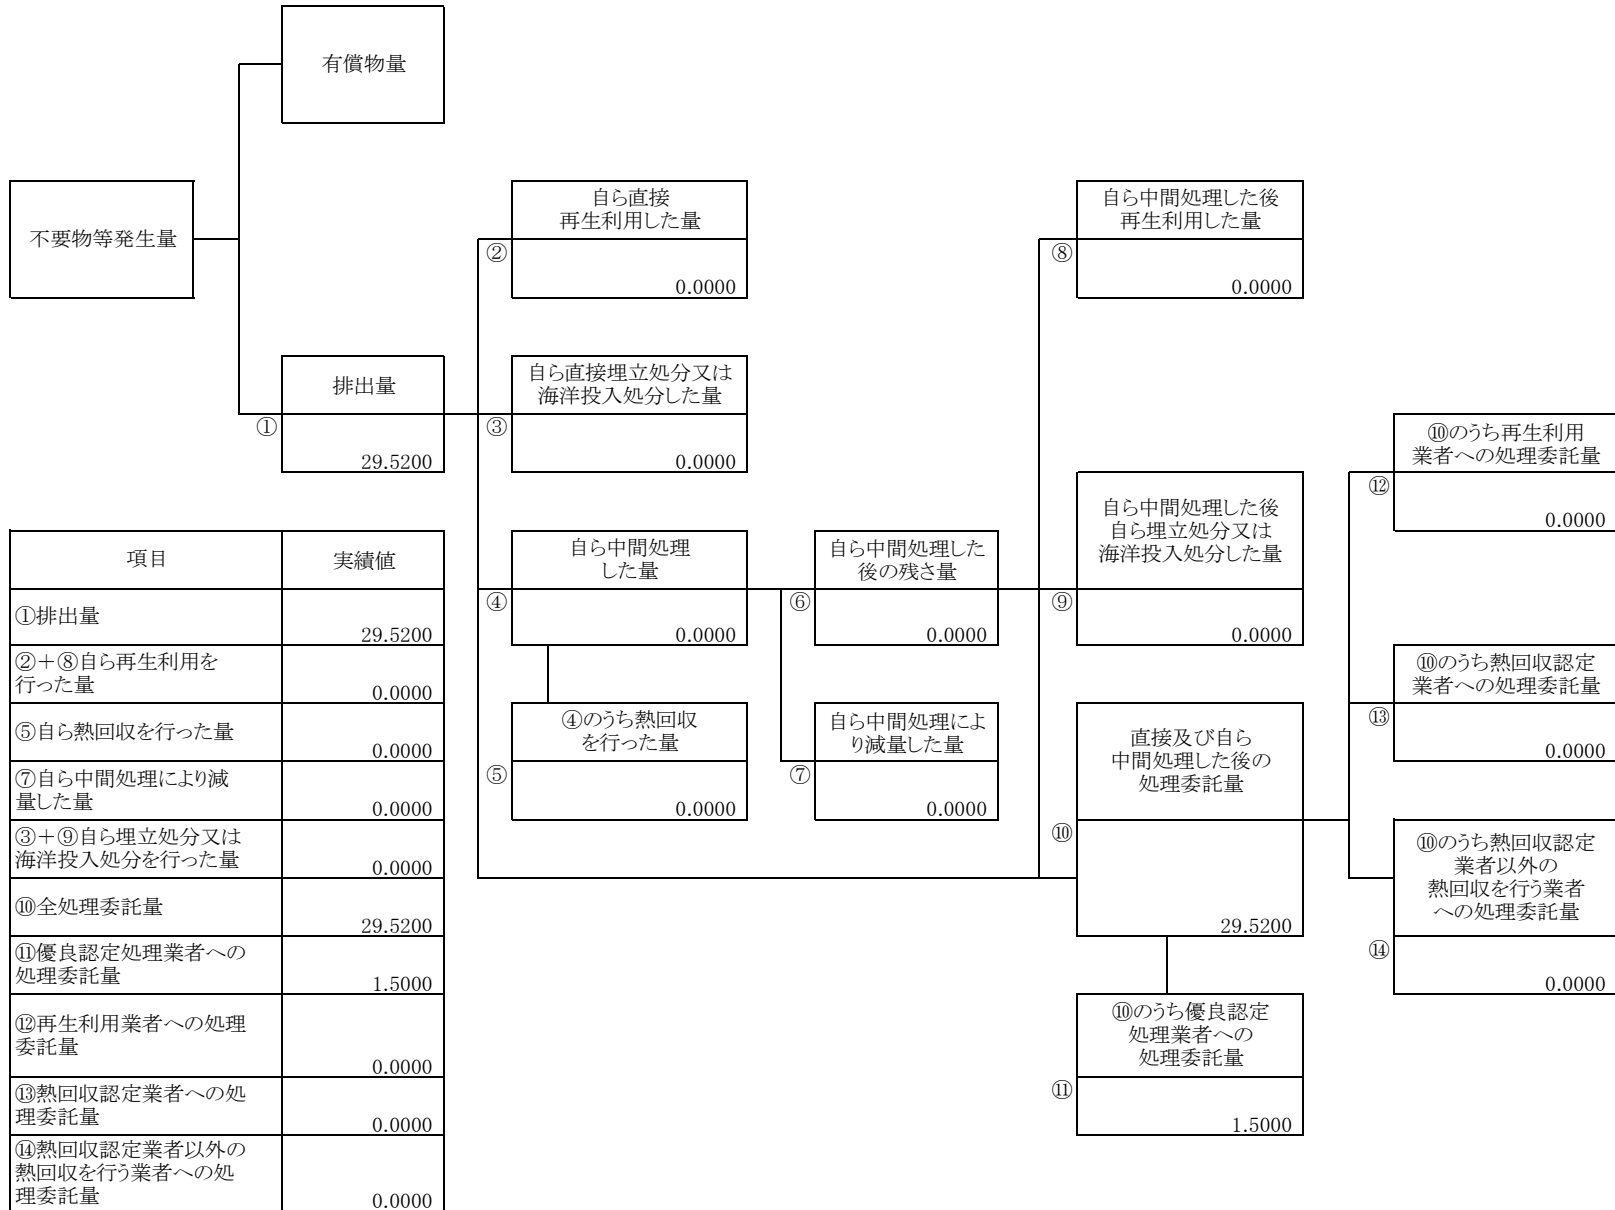 有償物量
不要物等発生量
自ら直接
再生利用した量
②
0.0000
自ら中間処理した後
再生利用した量
⑧
0.0000
排出量
①
29.5200
自ら直接埋立処分又は
海洋投入処分した量
③
0.0000
⑩のうち再生利用
業者への処理委託量
⑫
0.0000
自ら中間処理した後
自ら埋立処分又は
海洋投入処分した量
⑨
0.0000
自ら中間処理
した量
④
0.0000
自ら中間処理した
後の残さ量
⑥
0.0000
⑩のうち熱回収認定
業者への処理委託量
⑬
0.0000
④のうち熱回収
を行った量
⑤
0.0000
自ら中間処理によ
り減量した量
⑦
0.0000
直接及び自ら
中間処理した後の
処理委託量
⑩
29.5200
⑩のうち熱回収認定
業者以外の
熱回収を行う業者
への処理委託量
⑭
0.0000
⑩のうち優良認定
処理業者への
処理委託量
⑪
1.5000
項目 実績値
①排出量
29.5200
②+⑧自ら再生利用を
行った量
0.0000
⑤自ら熱回収を行った量
0.0000
⑦自ら中間処理により減
量した量
0.0000
③+⑨自ら埋立処分又は
海洋投入処分を行った量
0.0000
⑩全処理委託量
29.5200
⑪優良認定処理業者への
処理委託量
1.5000
⑫再生利用業者への処理
委託量
0.0000
⑬熱回収認定業者への処
理委託量
0.0000
⑭熱回収認定業者以外の
熱回収を行う業者への処
理委託量
0.0000